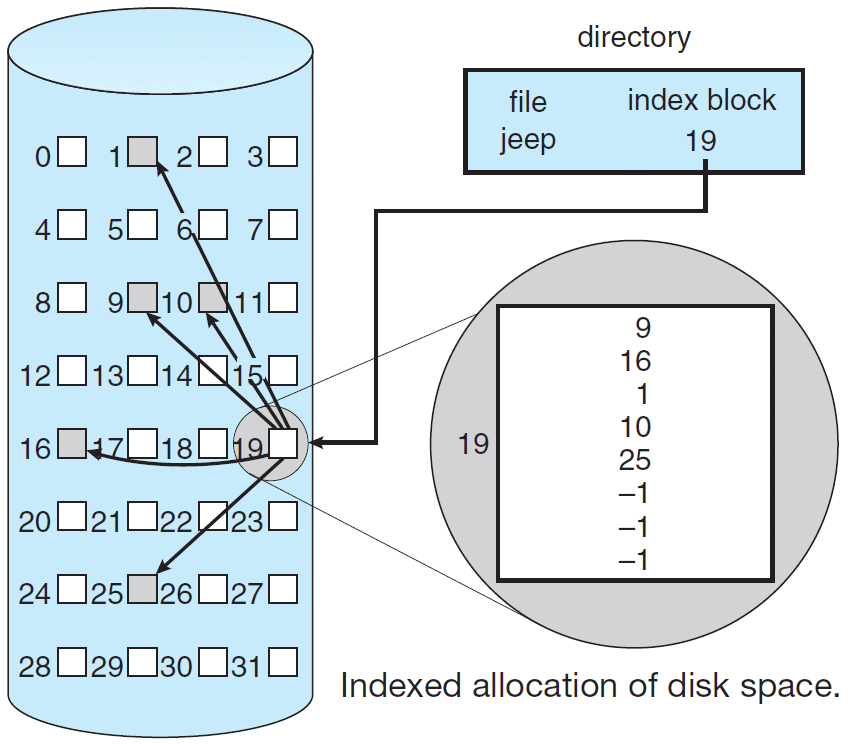 directory
file index block
jeep 19
0 1 2 3
4 5 6 7
8 9 10 11
12 13 14 15
16 17 18 19
20 21 22 23
24 25 26 27
28 29 30 31
9
16
1
10
19 25
–1
–1
–1
Indexed allocation of disk space.